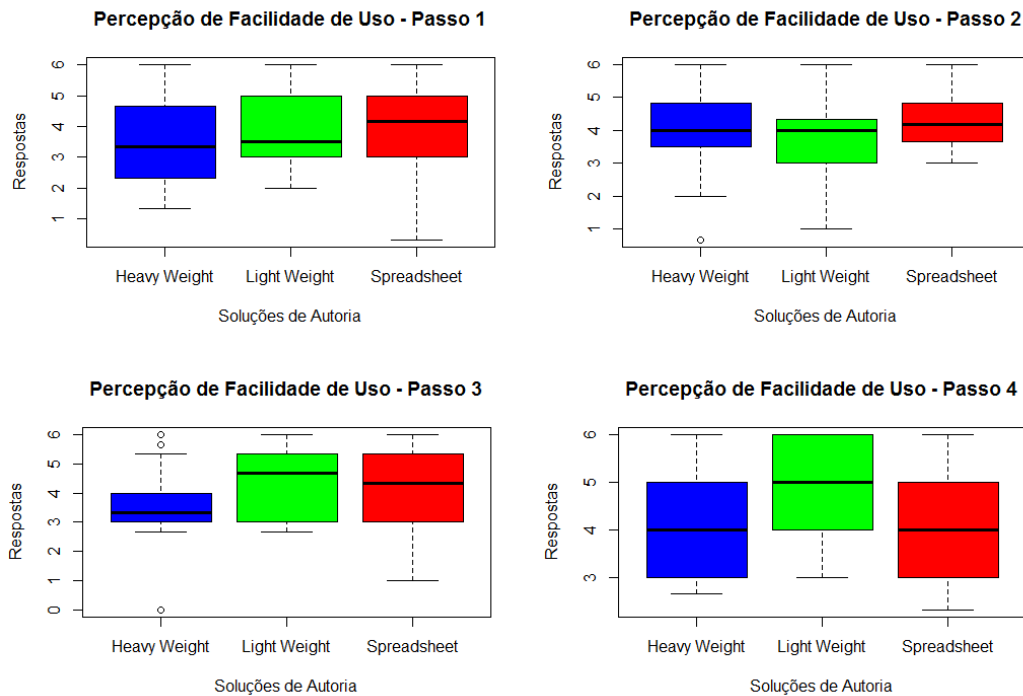 Percepção de Facilidade de Uso - Passo 1
Respostas
6
5
4
3
2
1
Heavy Weight Light Weight Spreadsheet
Soluções de Autoria
Percepção de Facilidade de Uso - Passo 2
Respostas
6
5
4
3
2
1
Heavy Weight Light Weight Spreadsheet
Soluções de Autoria
Percepção de Facilidade de Uso - Passo 3
Respostas
6
5
4
3
2
1
0
Heavy Weight Light Weight Spreadsheet
Soluções de Autoria
Percepção de Facilidade de Uso - Passo 4
Respostas
6
5
4
3
Heavy Weight Light Weight Spreadsheet
Soluções de Autoria